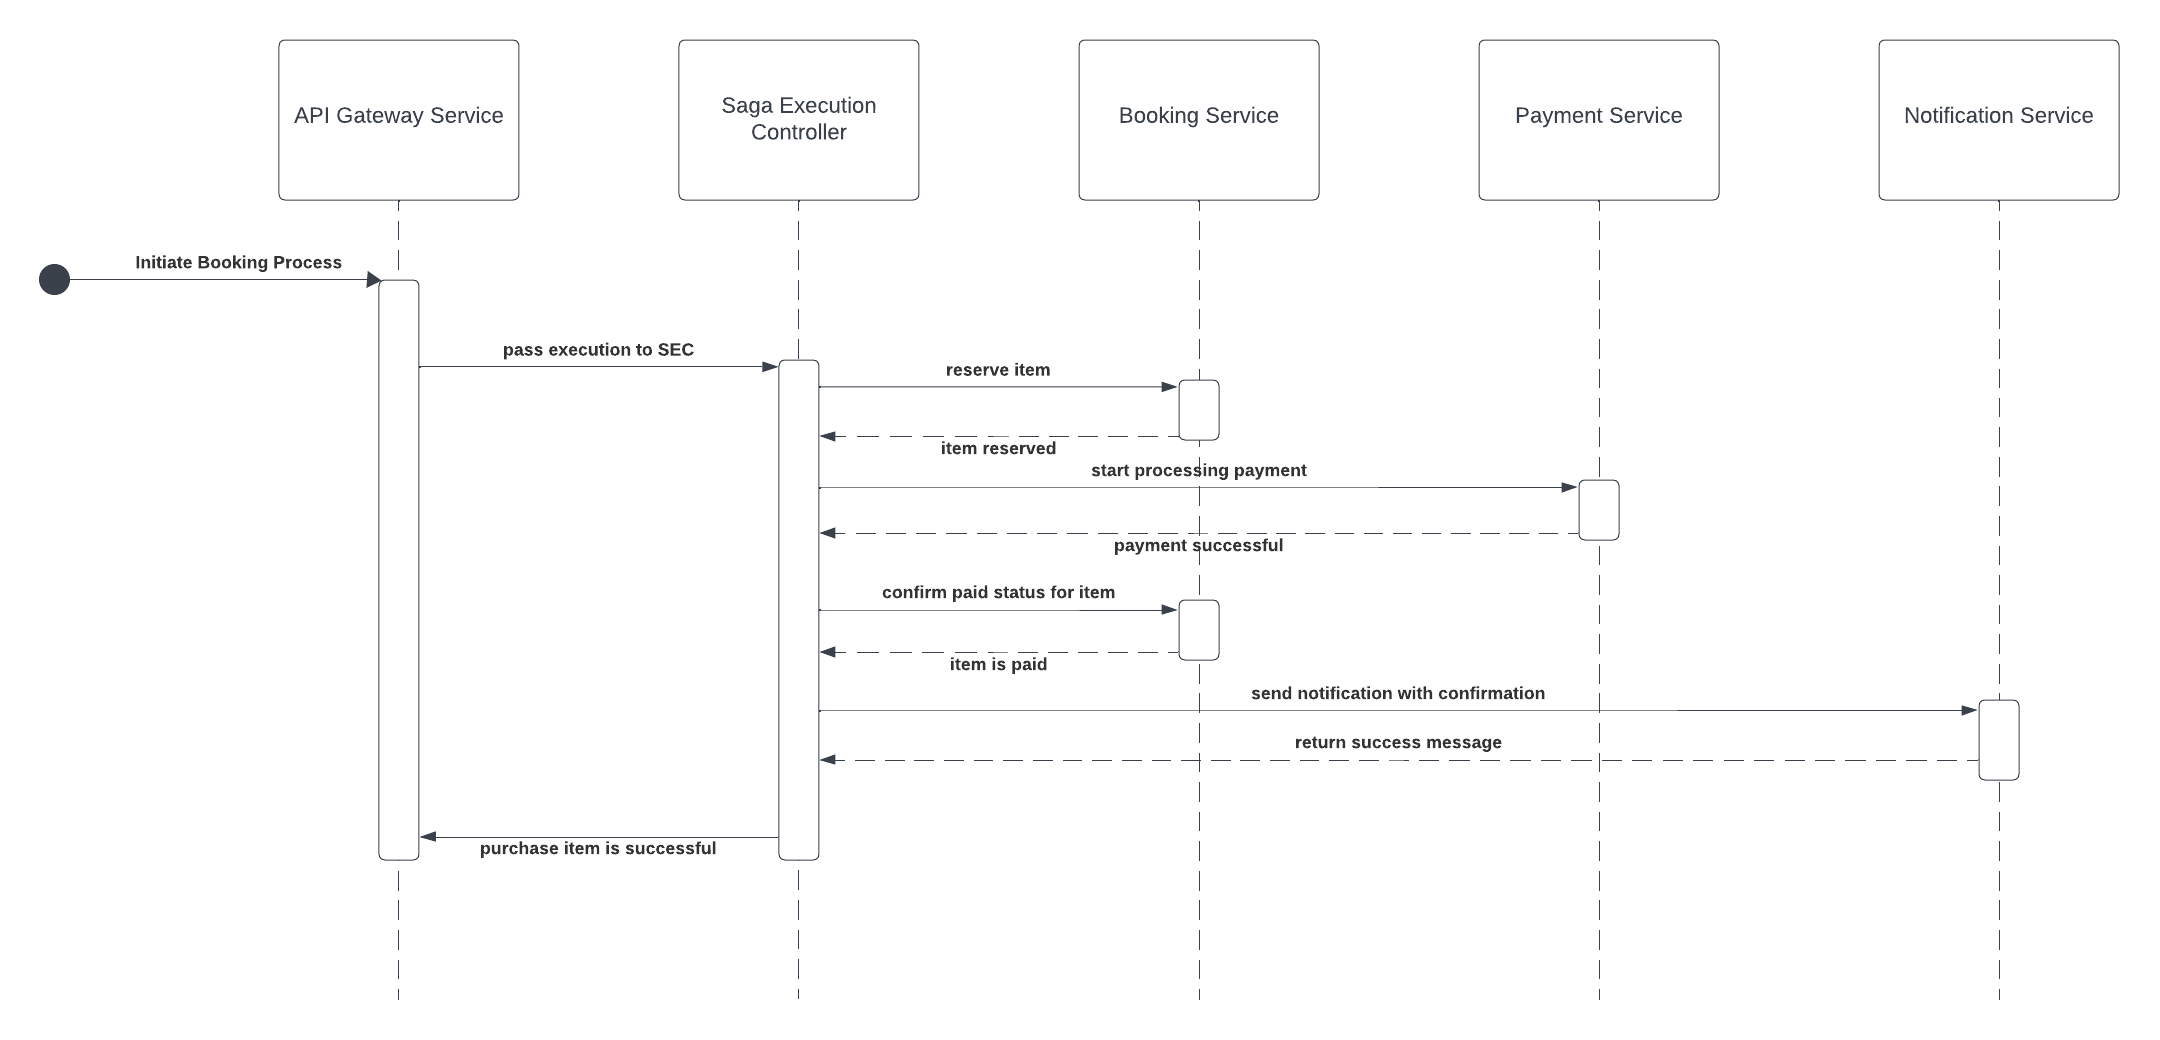 API Gateway Service
Saga Execution
Controller
Booking Service
Payment Service
Notification Service
Initiate Booking Process
pass execution to SEC
reserve item
item reserved
start processing payment
payment successful
confirm paid status for item
item is paid
send notification with confirmation
return success message
purchase item is successful